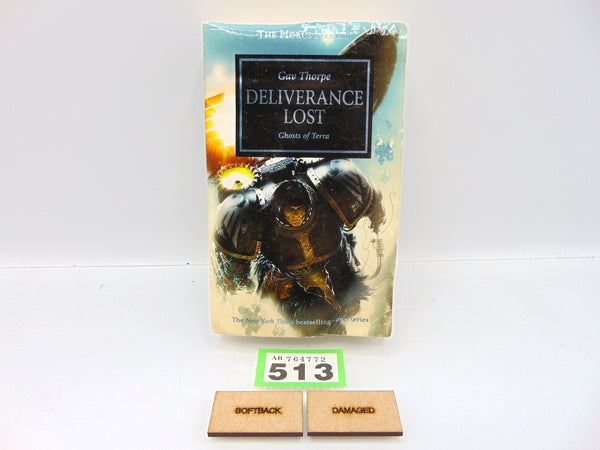 THE HORUS
Gav Thorpe
DELIVERANCE
LOST
Ghosts of Terra
The New York Times bestselling series
AB 764772
513
SOFTBACK
DAMAGED